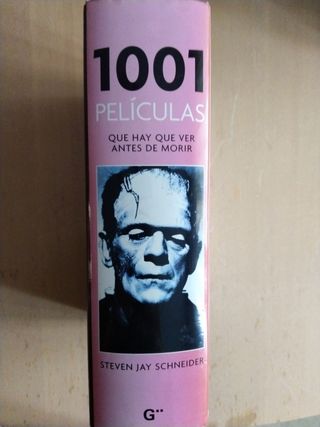 1001
PELÍCULAS
QUE HAY QUE VER
ANTES DE MORIR
STEVEN JAY SCHNEIDER
G··